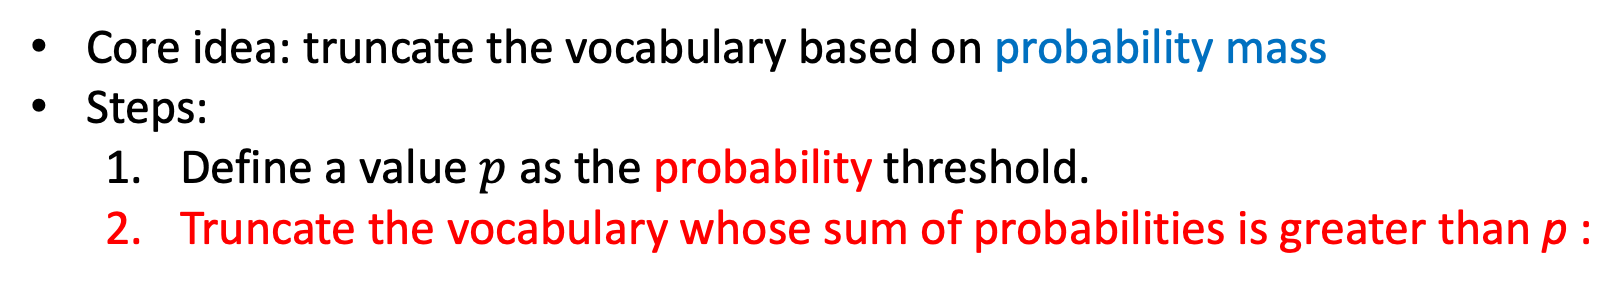 • Core idea: truncate the vocabulary based on probability mass
• Steps:
1. Define a value p as the probability threshold.
2. Truncate the vocabulary whose sum of probabilities is greater than p :